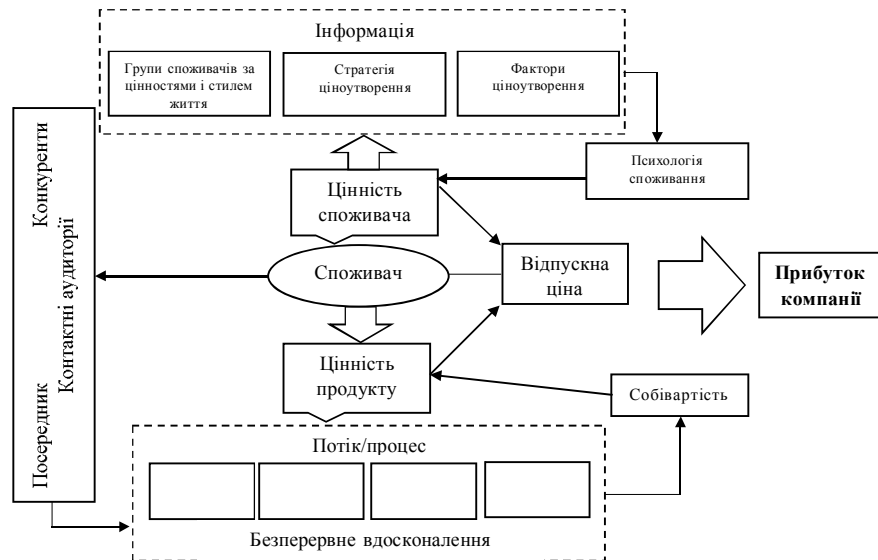 Інформація
Групи споживачів за
цінностями і стилем
життя
Стратегія
ціноутворення
Фактори
ціноутворення
Конкуренти
Контактні аудиторії
Посередник
Психологія
споживання
Цінність
споживача
Споживач
Відпускна
ціна
Прибуток
компанії
Цінність
продукту
Собівартість
Потік/процес
Безперервне вдосконалення